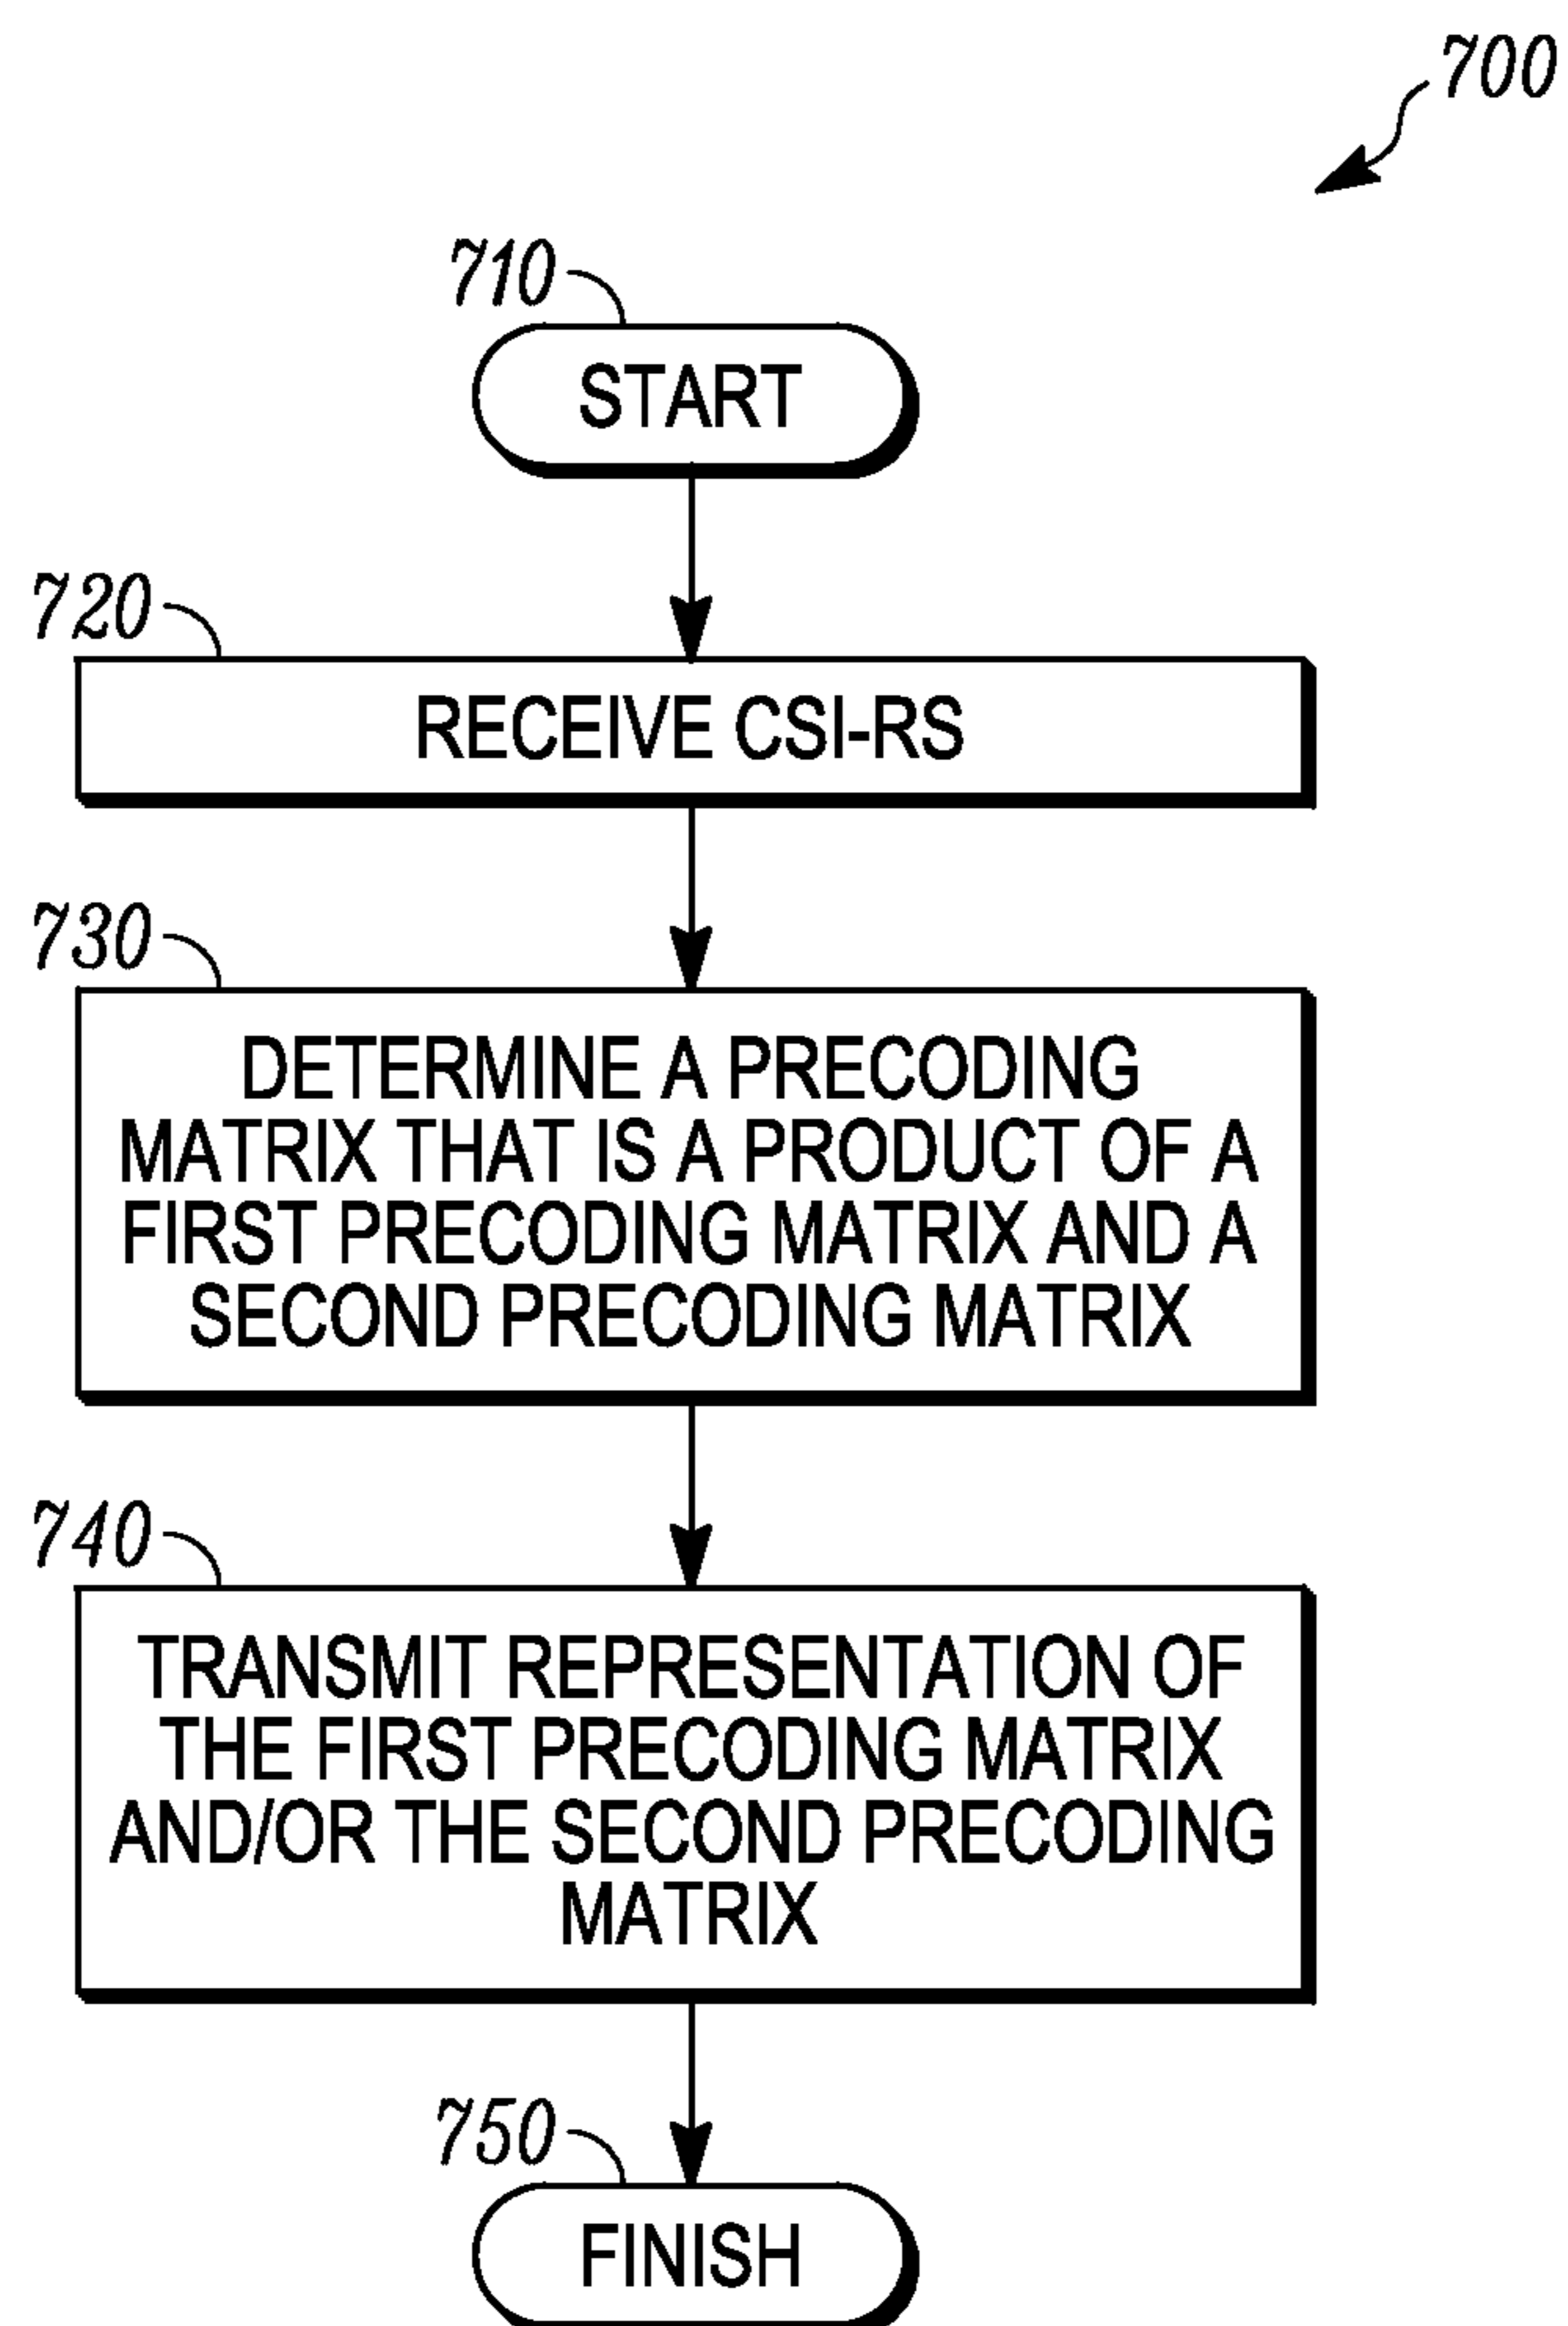 700
710
START
720
RECEIVE CSI-RS
730
DETERMINE A PRECODING
MATRIX THAT IS A PRODUCT OF A
FIRST PRECODING MATRIX AND A
SECOND PRECODING MATRIX
740
TRANSMIT REPRESENTATION OF
THE FIRST PRECODING MATRIX
AND/OR THE SECOND PRECODING
MATRIX
750
FINISH